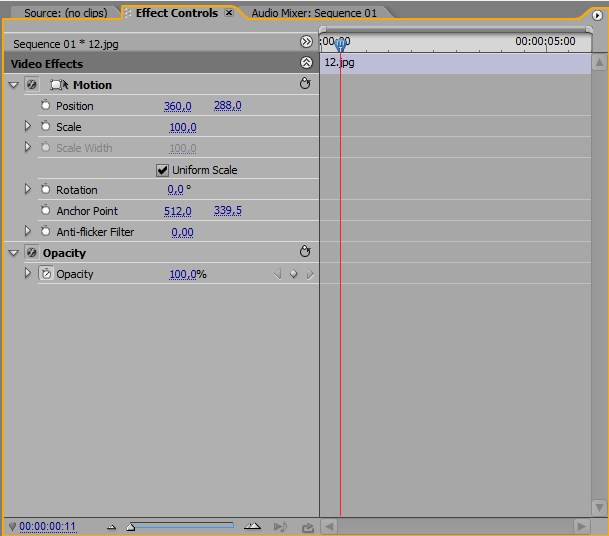 Source: (no clips) Effect Controls Audio Mixer: Sequence 01
Sequence 01 * 12.jpg :00:00 00:00:05:00
Video Effects 12.jpg
Motion
Position 360,0 288,0
Scale 100,0
Scale Width 100,0
Uniform Scale
Rotation 0,0 °
Anchor Point 512,0 339,5
Anti-flicker Filter 0,00
Opacity
Opacity 100,0%
00:00:00:11